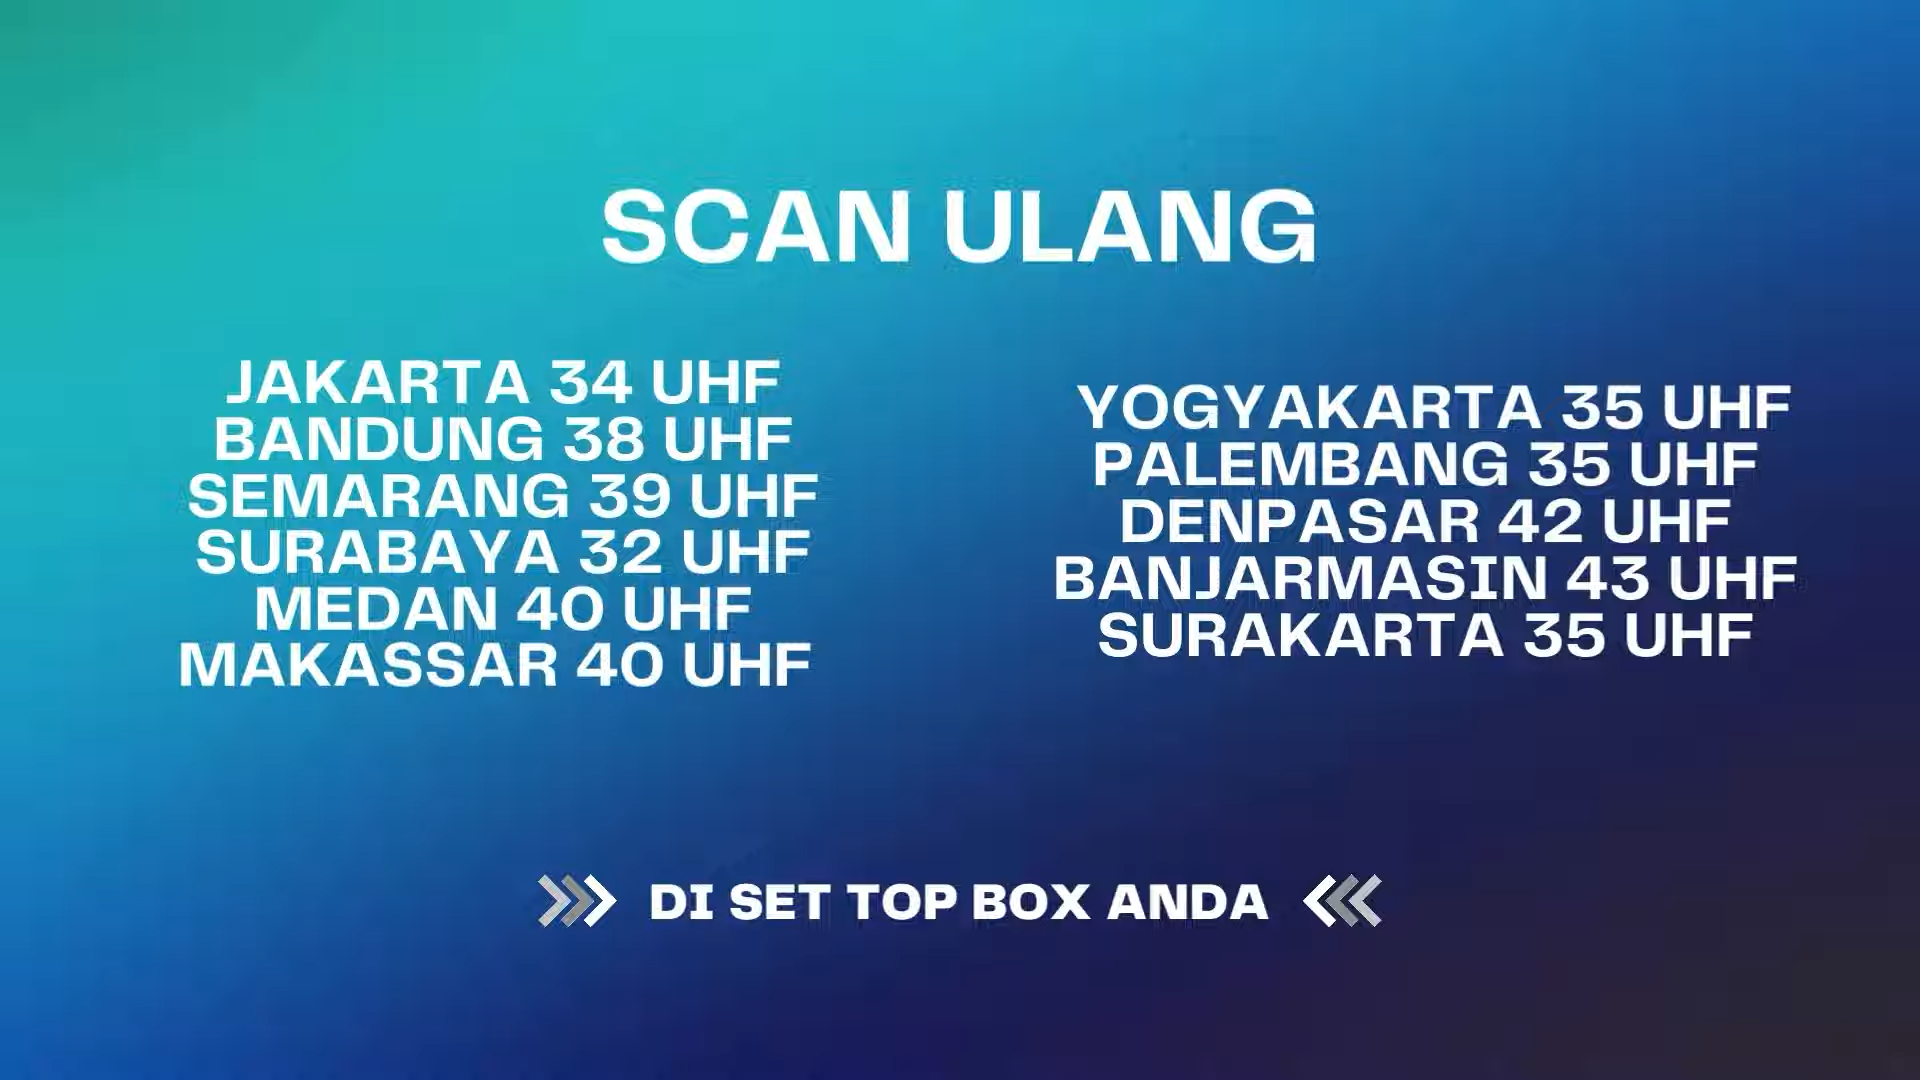 SCAN ULANG
JAKARTA 34 UHF
BANDUNG 38 UHF
SEMARANG 39 UHF
SURABAYA 32 UHF
MEDAN 40 UHF
MAKASSAR 40 UHF
YOGYAKARTA 35 UHF
PALEMBANG 35 UHF
DENPASAR 42 UHF
BANJARMASIN 43 UHF
SURAKARTA 35 UHF
DI SET TOP BOX ANDA